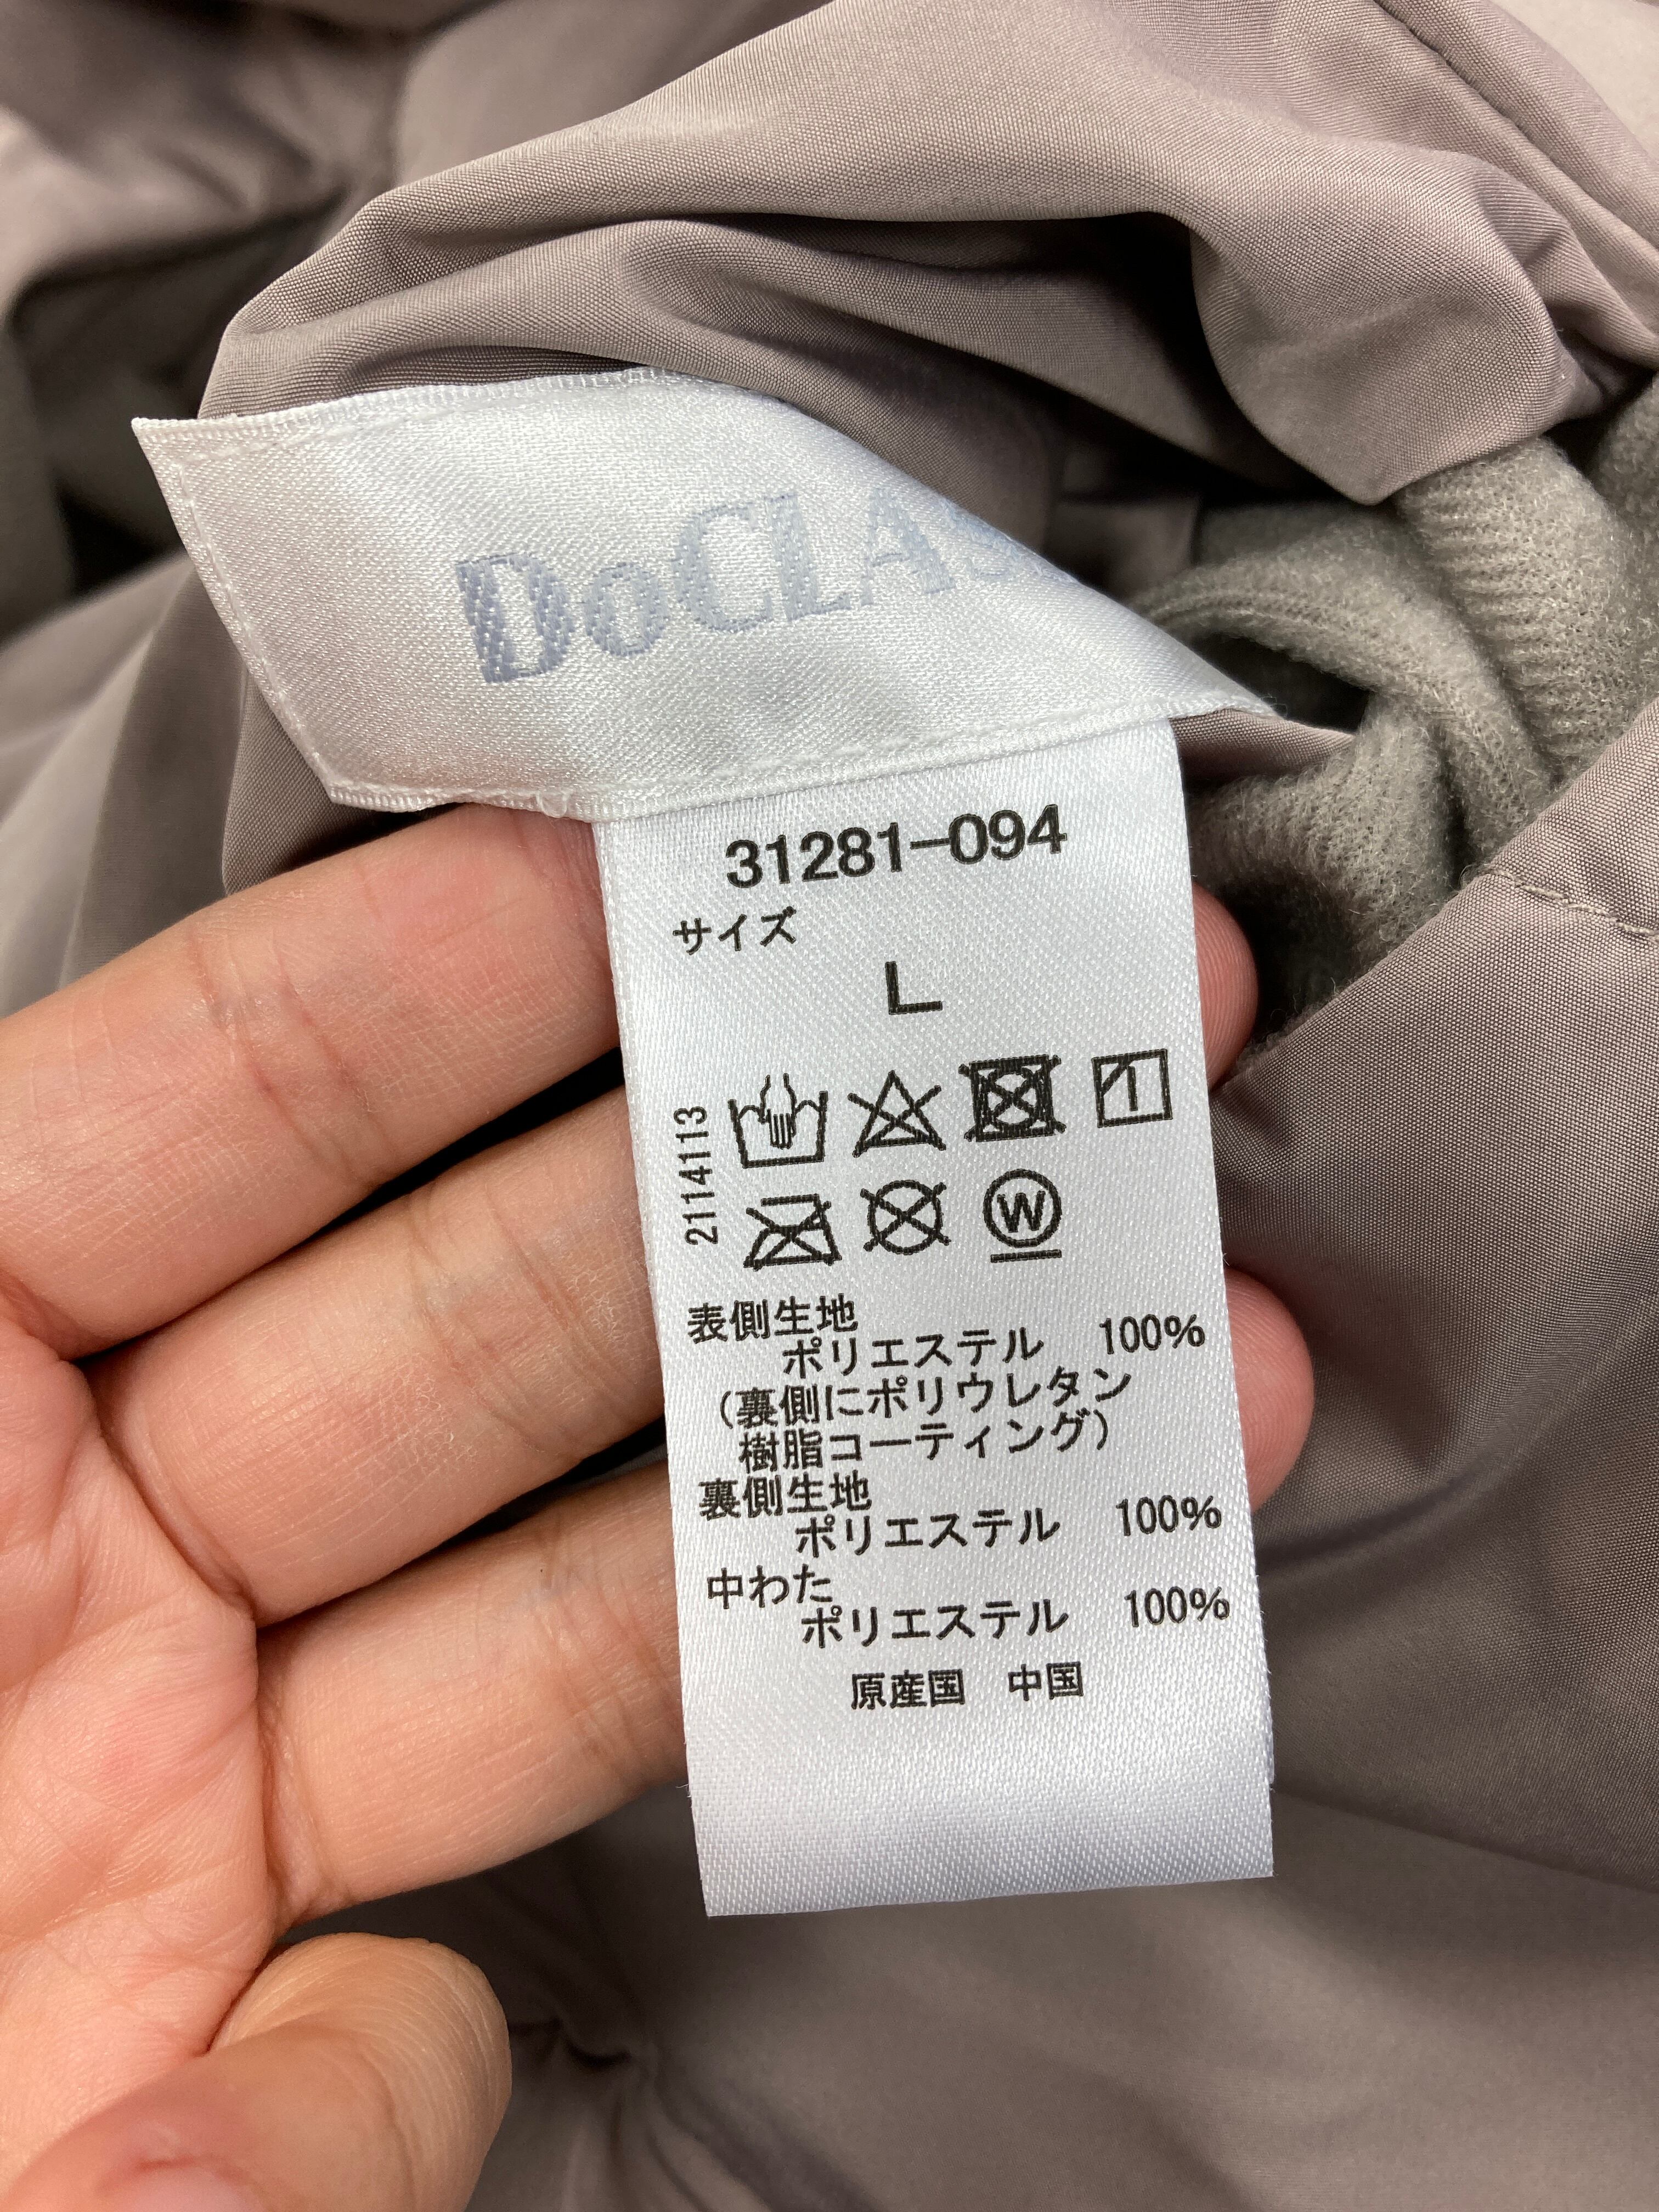 DoCLAS
31281-094
サイズ
L
2114113
W
表側生地
ポリエステル 100%
(裏側にポリウレタン
樹脂コーティング)
裏側生地
ポリエステル 100%
中わた
ポリエステル 100%
原産国 中国